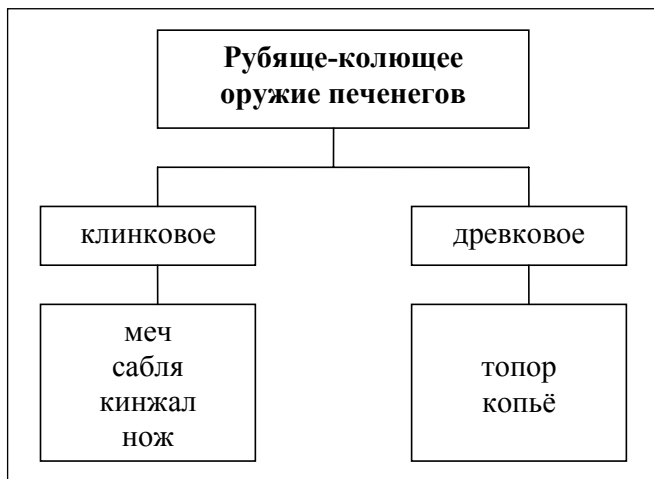 Рубяще-колющее
оружие печенегов
клинковое
древковое
меч
сабля
кинжал
нож
топор
копьё